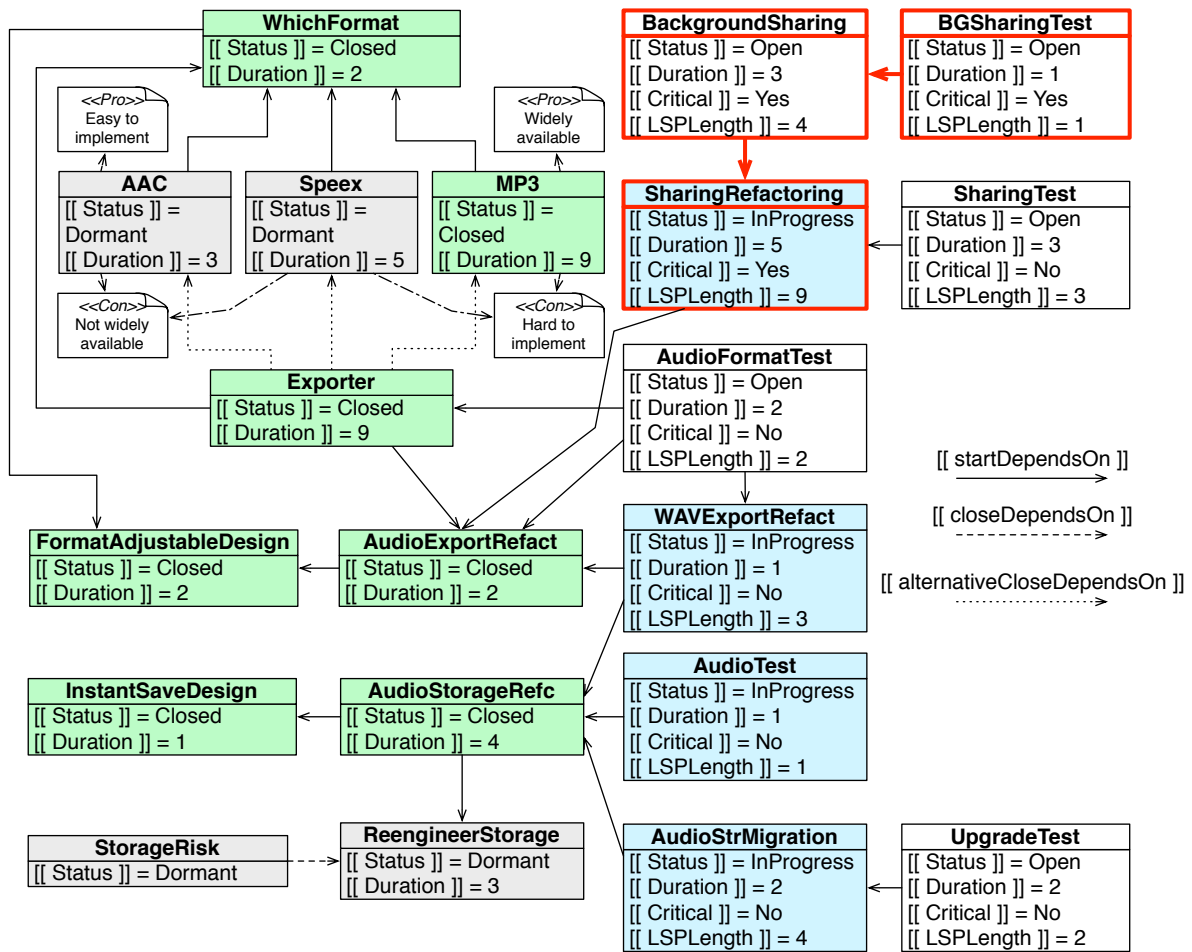 WhichFormat
[[ Status ]] = Closed
[[ Duration ]] = 2
BackgroundSharing
[[ Status ]] = Open
[[ Duration ]] = 3
[[ Critical ]] = Yes
[[ LSPLength ]] = 4
BGSharingTest
[[ Status ]] = Open
[[ Duration ]] = 1
[[ Critical ]] = Yes
[[ LSPLength ]] = 1
<<Pro>>
Easy to
implement
<<Pro>>
Widely
available
AAC
[[ Status ]] =
Dormant
[[ Duration ]] = 3
Speex
[[ Status ]] =
Dormant
[[ Duration ]] = 5
MP3
[[ Status ]] =
Closed
[[ Duration ]] = 9
SharingRefactoring
[[ Status ]] = InProgress
[[ Duration ]] = 5
[[ Critical ]] = Yes
[[ LSPLength ]] = 9
SharingTest
[[ Status ]] = Open
[[ Duration ]] = 3
[[ Critical ]] = No
[[ LSPLength ]] = 3
<<Con>>
Not widely
available
<<Con>>
Hard to
implement
Exporter
[[ Status ]] = Closed
[[ Duration ]] = 9
AudioFormatTest
[[ Status ]] = Open
[[ Duration ]] = 2
[[ Critical ]] = No
[[ LSPLength ]] = 2
[[ startDependsOn ]]
[[ closeDependsOn ]]
[[ alternativeCloseDependsOn ]]
FormatAdjustableDesign
[[ Status ]] = Closed
[[ Duration ]] = 2
AudioExportRefact
[[ Status ]] = Closed
[[ Duration ]] = 2
WAVExportRefact
[[ Status ]] = InProgress
[[ Duration ]] = 1
[[ Critical ]] = No
[[ LSPLength ]] = 3
InstantSaveDesign
[[ Status ]] = Closed
[[ Duration ]] = 1
AudioStorageRefc
[[ Status ]] = Closed
[[ Duration ]] = 4
AudioTest
[[ Status ]] = InProgress
[[ Duration ]] = 1
[[ Critical ]] = No
[[ LSPLength ]] = 1
StorageRisk
[[ Status ]] = Dormant
ReengineerStorage
[[ Status ]] = Dormant
[[ Duration ]] = 3
AudioStrMigration
[[ Status ]] = InProgress
[[ Duration ]] = 2
[[ Critical ]] = No
[[ LSPLength ]] = 4
UpgradeTest
[[ Status ]] = Open
[[ Duration ]] = 2
[[ Critical ]] = No
[[ LSPLength ]] = 2